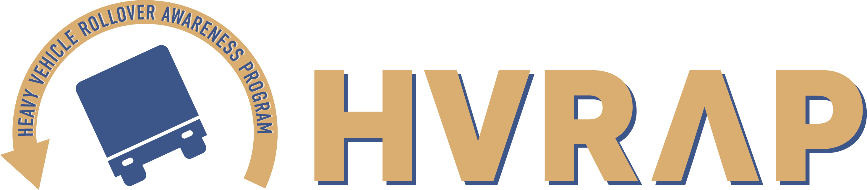 HEAVY VEHICLE ROLLOVER AWARENESS PROGRAM
HVRAP